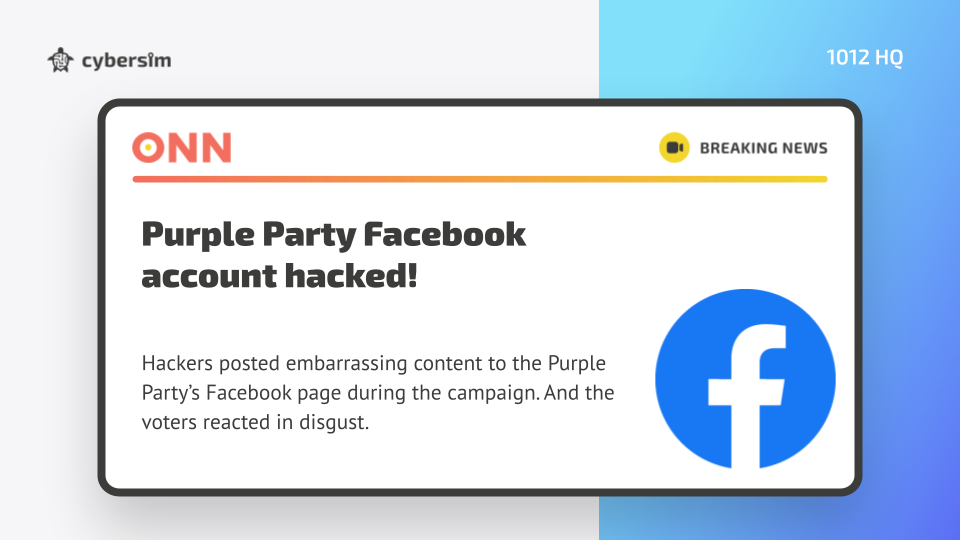 cybersim
1012 HQ
ONN
BREAKING NEWS
Purple Party Facebook
account hacked!
Hackers posted embarrassing content to the Purple
Party’s Facebook page during the campaign. And the
voters reacted in disgust.